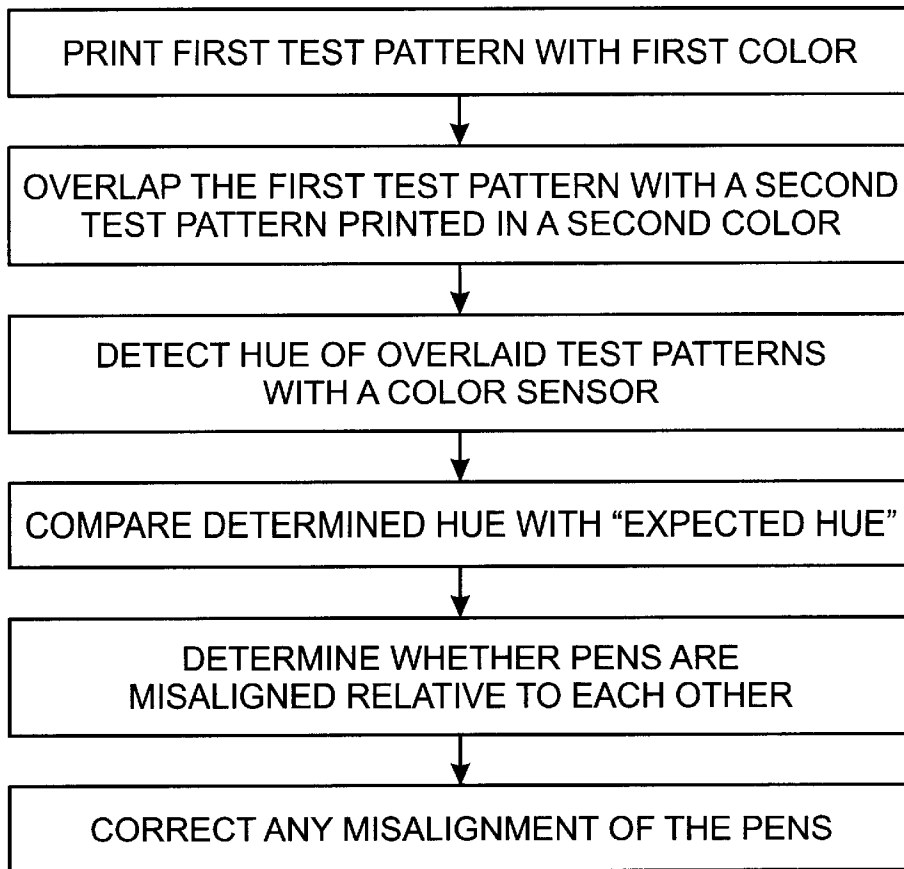 PRINT FIRST TEST PATTERN WITH FIRST COLOR
OVERLAP THE FIRST TEST PATTERN WITH A SECOND
TEST PATTERN PRINTED IN A SECOND COLOR
DETECT HUE OF OVERLAID TEST PATTERNS
WITH A COLOR SENSOR
COMPARE DETERMINED HUE WITH “EXPECTED HUE”
DETERMINE WHETHER PENS ARE
MISALIGNED RELATIVE TO EACH OTHER
CORRECT ANY MISALIGNMENT OF THE PENS